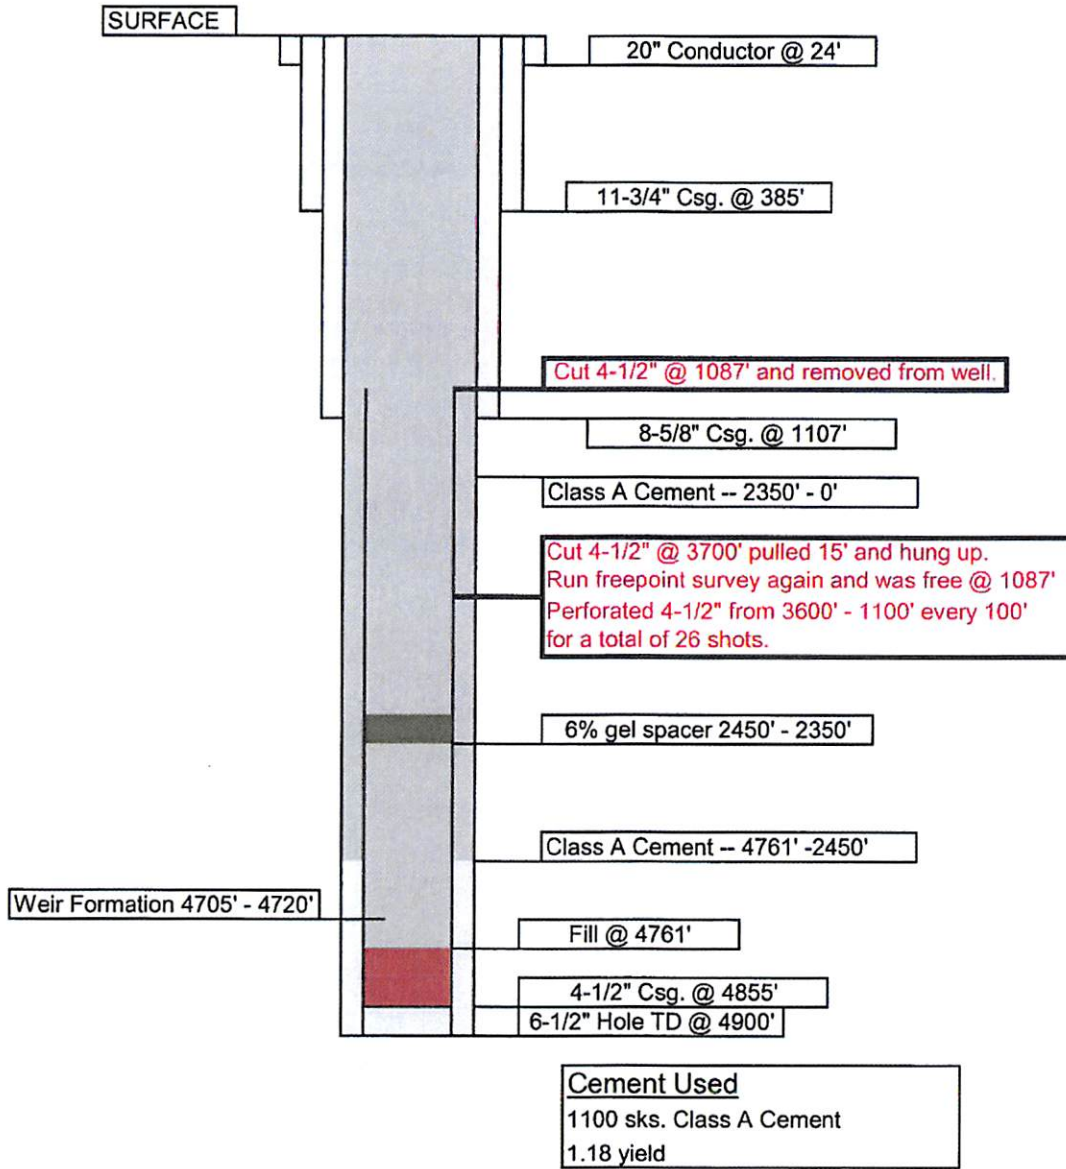 SURFACE
20" Conductor @ 24'
11-3/4" Csg. @ 385'
Cut 4-1/2" @ 1087' and removed from well.
8-5/8" Csg. @ 1107'
Class A Cement -- 2350' - 0'
Cut 4-1/2" @ 3700' pulled 15' and hung up.
Run freepoint survey again and was free @ 1087'
Perforated 4-1/2" from 3600' - 1100' every 100'
for a total of 26 shots.
6% gel spacer 2450' - 2350'
Class A Cement -- 4761' -2450'
Weir Formation 4705' - 4720'
Fill @ 4761'
4-1/2" Csg. @ 4855'
6-1/2" Hole TD @ 4900'
Cement Used
1100 sks. Class A Cement
1.18 yield